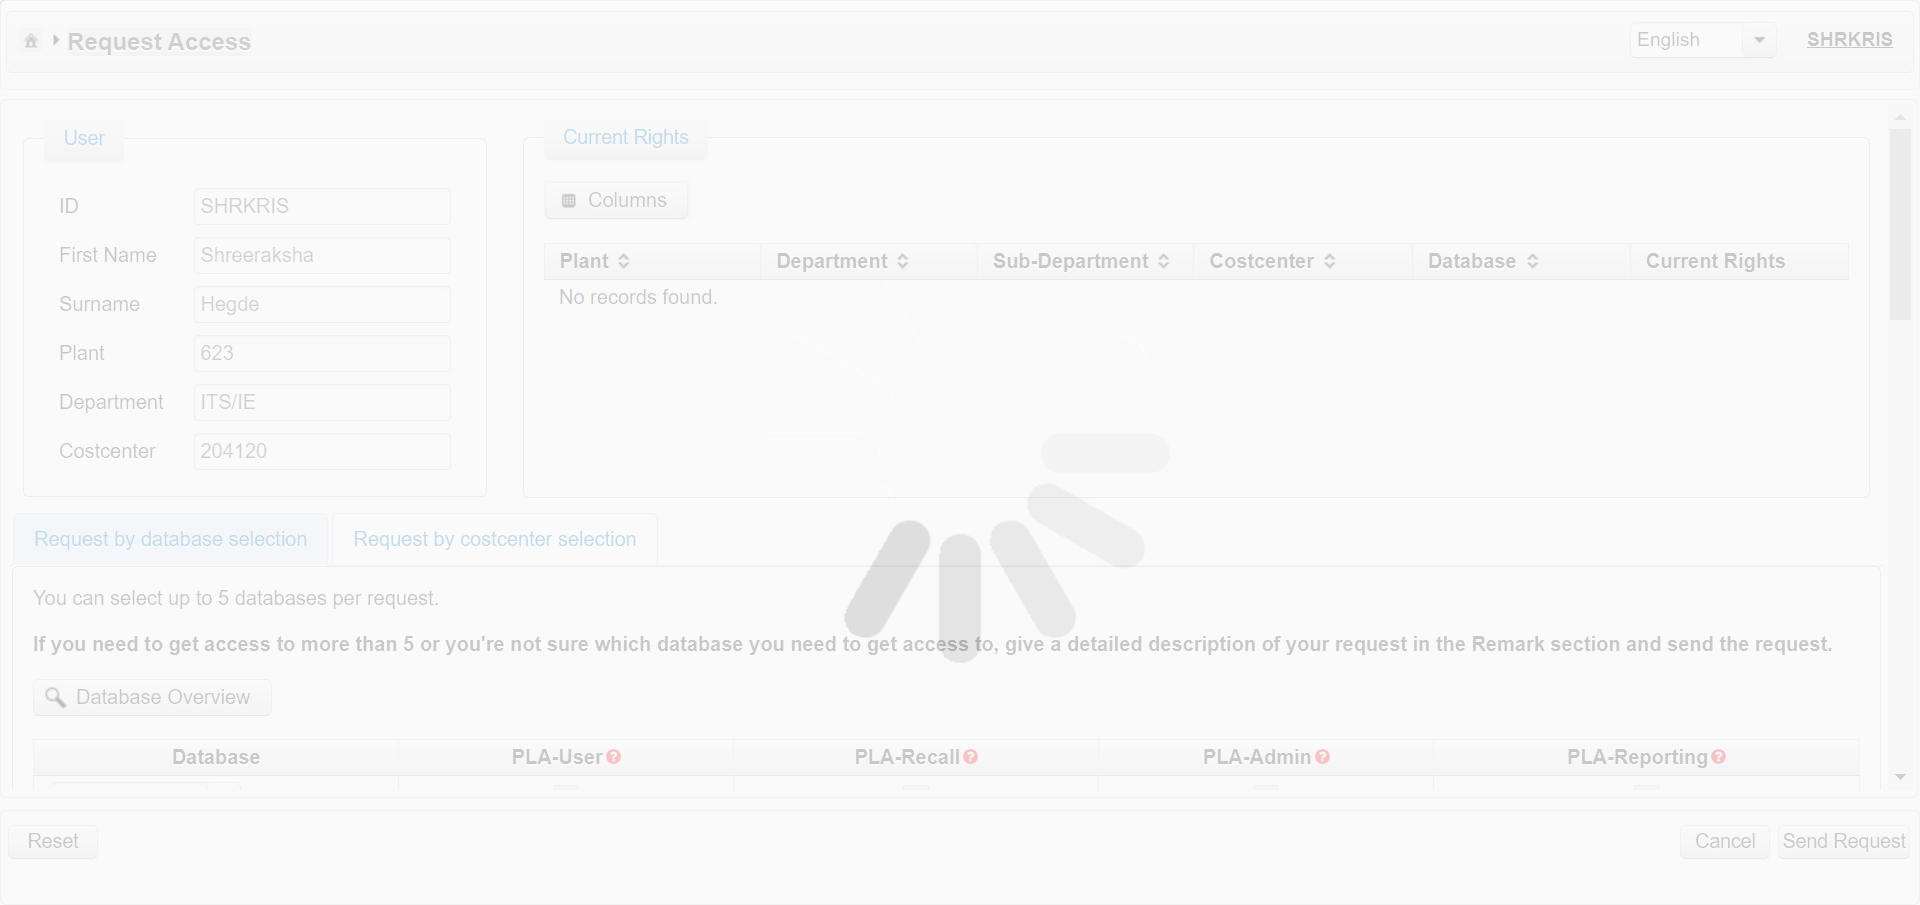 Request Access
English
SHRKRIS
User
ID SHRKRIS
First Name Shreeraksha
Surname Hegde
Plant 623
Department ITS/IE
Costcenter 204120
Current Rights
Columns
Plant Department Sub-Department Costcenter Database Current Rights
No records found.
Request by database selection Request by costcenter selection
You can select up to 5 databases per request.
If you need to get access to more than 5 or you're not sure which database you need to get access to, give a detailed description of your request in the Remark section and send the request.
Database Overview
Database PLA-User PLA-Recall PLA-Admin PLA-Reporting
Reset Cancel Send Request